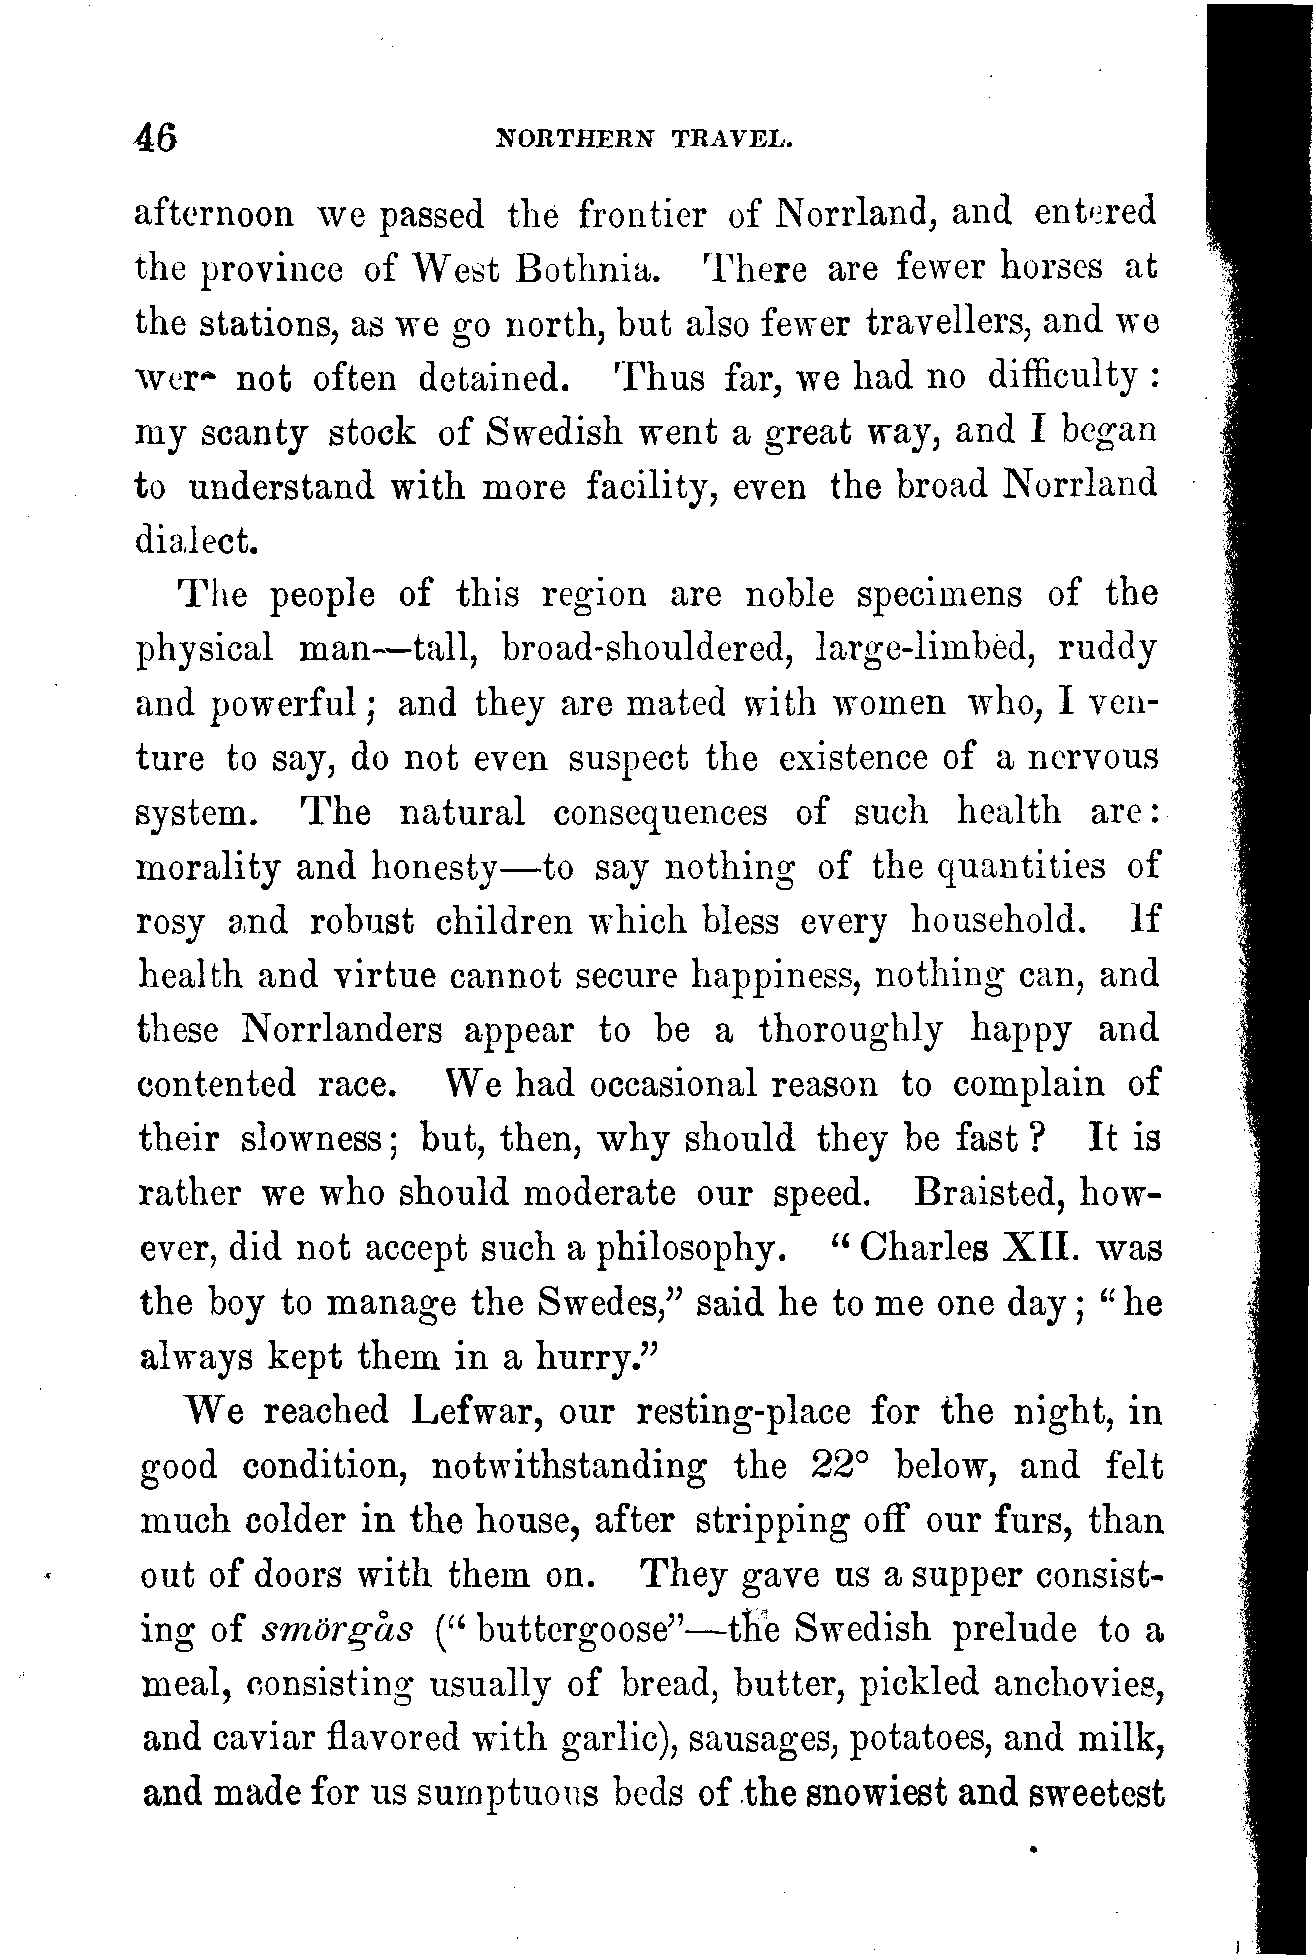 46 NORTHERN TRAVEL.
afternoon we passed the frontier of Norrland, and entered
the province of West Bothnia. There are fewer horses at
the stations, as we go north, but also fewer travellers, and we
were not often detained. Thus far, we had no difficulty :
my scanty stock of Swedish went a great way, and I began
to understand with more facility, even the broad Norrland
dialect.
The people of this region are noble specimens of the
physical man—tall, broad-shouldered, large-limbed, ruddy
and powerful ; and they are mated with women who, I ven-
ture to say, do not even suspect the existence of a nervous
system. The natural consequences of such health are:
morality and honesty—to say nothing of the quantities of
rosy and robust children which bless every household. If
health and virtue cannot secure happiness, nothing can, and
these Norrlanders appear to be a thoroughly happy and
contented race. We had occasional reason to complain of
their slowness; but, then, why should they be fast ? It is
rather we who should moderate our speed. Braisted, how-
ever, did not accept such a philosophy. “ Charles XII. was
the boy to manage the Swedes,” said he to me one day ; “ he
always kept them in a hurry.”
We reached Lefwar, our resting-place for the night, in
good condition, notwithstanding the 22° below, and felt
much colder in the house, after stripping off our furs, than
out of doors with them on. They gave us a supper consist-
ing of smörgås (“ buttergoose”—the Swedish prelude to a
meal, consisting usually of bread, butter, pickled anchovies,
and caviar flavored with garlic), sausages, potatoes, and milk,
and made for us sumptuous beds of the snowiest and sweetest